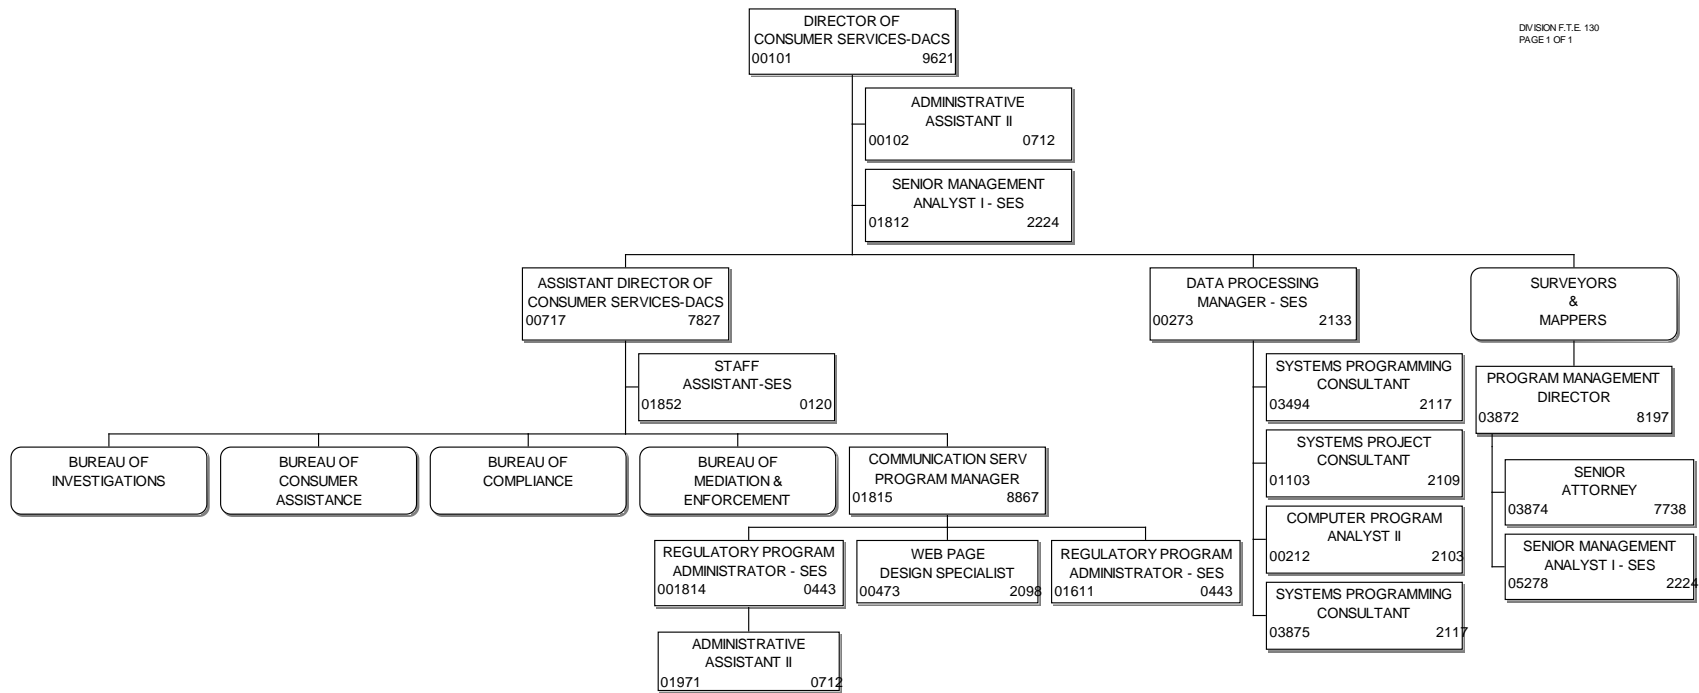 DIRECTOR OF
CONSUMER SERVICES-DACS
00101 9621
DIVISION F.T.E. 130
PAGE 1 OF 1
ADMINISTRATIVE
ASSISTANT II
00102 0712
SENIOR MANAGEMENT
ANALYST I - SES
01812 2224
ASSISTANT DIRECTOR OF
CONSUMER SERVICES-DACS
00717 7827
DATA PROCESSING
MANAGER - SES
00273 2133
SURVEYORS
&
MAPPERS
STAFF
ASSISTANT-SES
01852 0120
BUREAU OF
INVESTIGATIONS
BUREAU OF
CONSUMER
ASSISTANCE
BUREAU OF
COMPLIANCE
BUREAU OF
MEDIATION &
ENFORCEMENT
COMMUNICATION SERV
PROGRAM MANAGER
01815 8867
REGULATORY PROGRAM
ADMINISTRATOR - SES
001814 0443
WEB PAGE
DESIGN SPECIALIST
00473 2098
REGULATORY PROGRAM
ADMINISTRATOR - SES
01611 0443
ADMINISTRATIVE
ASSISTANT II
01971 0712
SYSTEMS PROGRAMMING
CONSULTANT
03494 2117
SYSTEMS PROJECT
CONSULTANT
01103 2109
COMPUTER PROGRAM
ANALYST II
00212 2103
SYSTEMS PROGRAMMING
CONSULTANT
03875 2117
PROGRAM MANAGEMENT
DIRECTOR
03872 8197
SENIOR
ATTORNEY
03874 7738
SENIOR MANAGEMENT
ANALYST I - SES
05278 2224